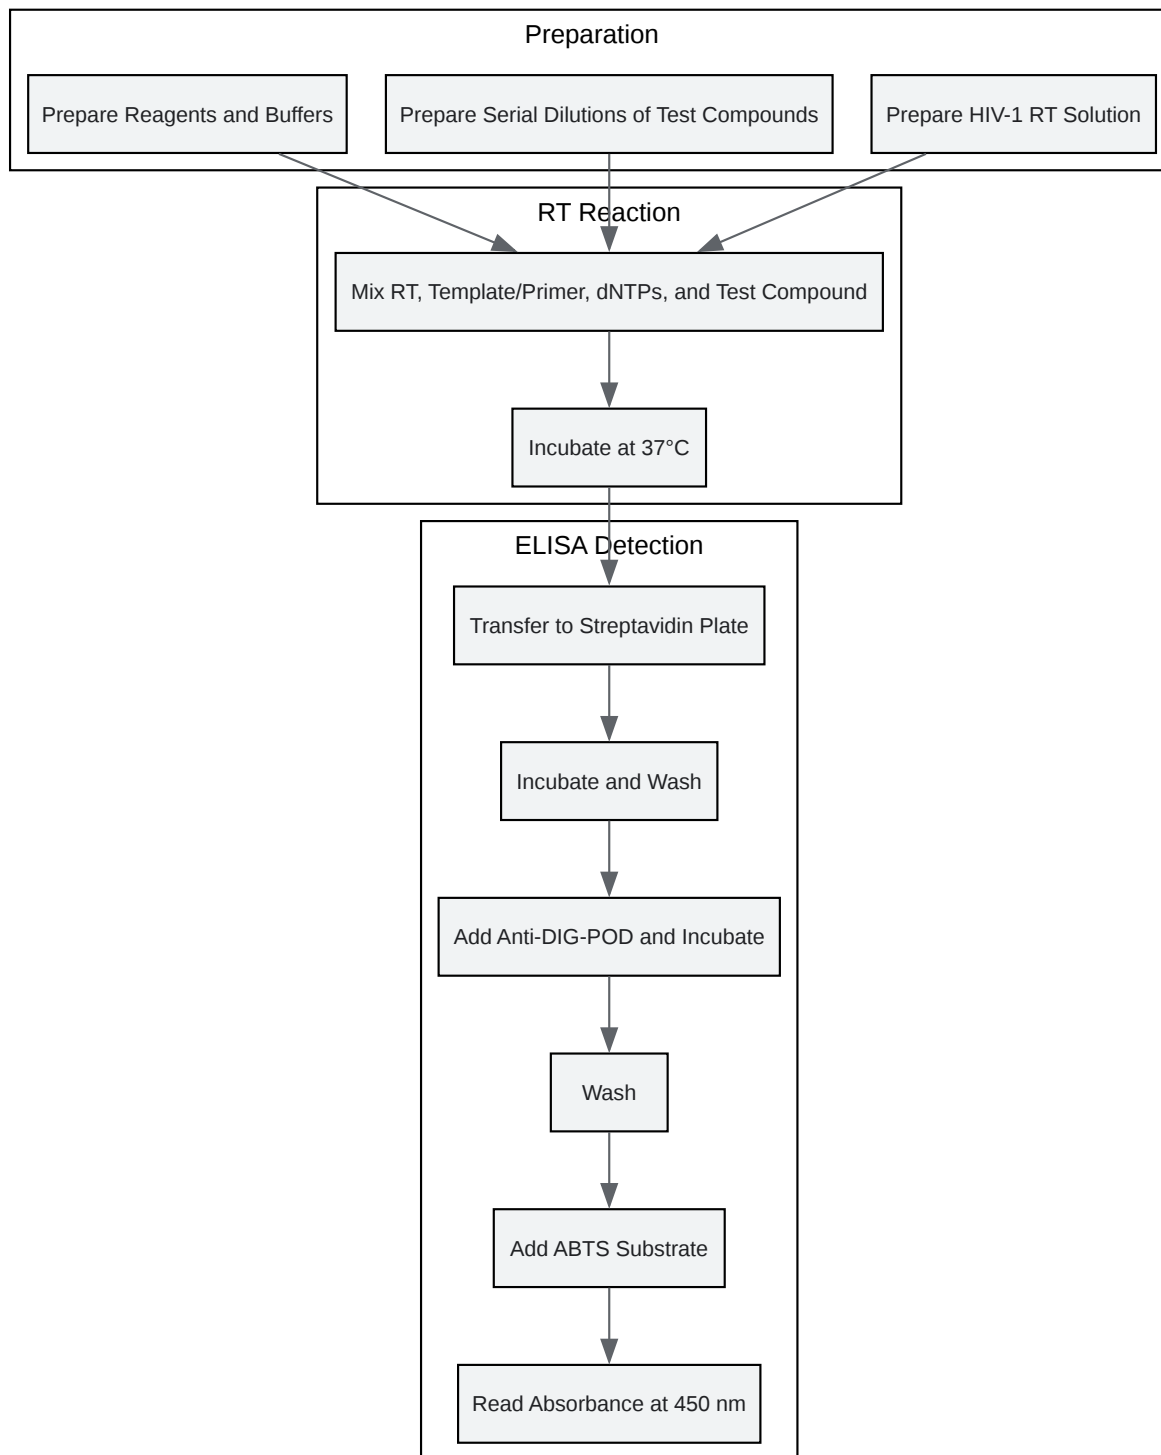 Preparation
Prepare Reagents and Buffers
Prepare Serial Dilutions of Test Compounds
Prepare HIV-1 RT Solution
RT Reaction
Mix RT, Template/Primer, dNTPs, and Test Compound
Incubate at 37°C
ELISA Detection
Transfer to Streptavidin Plate
Incubate and Wash
Add Anti-DIG-POD and Incubate
Wash
Add ABTS Substrate
Read Absorbance at 450 nm